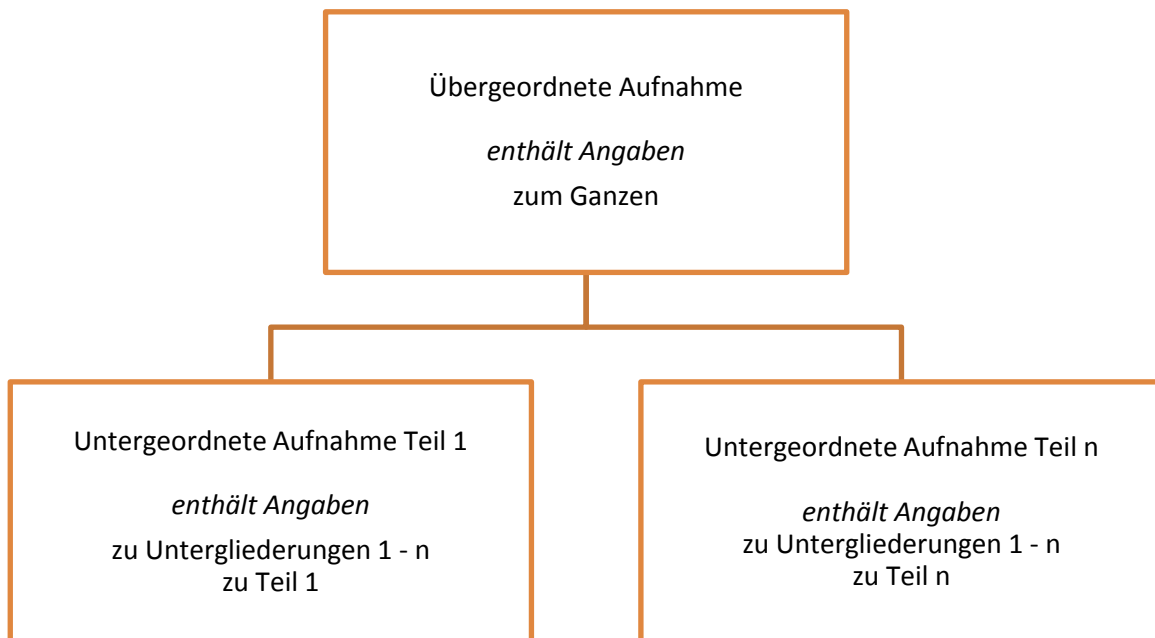 Übergeordnete Aufnahme
enthält Angaben
zum Ganzen
Untergeordnete Aufnahme Teil 1
enthält Angaben
zu Untergliederungen 1 - n
zu Teil 1
Untergeordnete Aufnahme Teil n
enthält Angaben
zu Untergliederungen 1 - n
zu Teil n